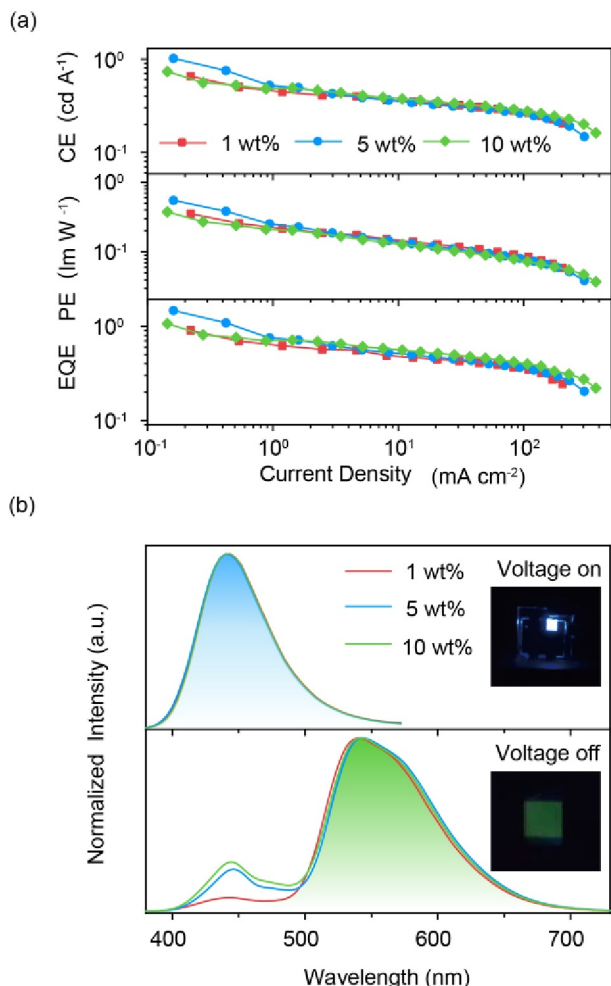 (a)
CE (cd A⁻¹)
10⁰
10⁻¹
1 wt% 5 wt% 10 wt%
PE (lm W⁻¹)
10⁰
10⁻¹
EQE
10⁰
10⁻¹
10⁻¹ 10⁰ 10¹ 10²
Current Density (mA cm⁻²)
(b)
Normalized Intensity (a.u.)
1 wt%
5 wt%
10 wt%
Voltage on
Voltage off
400 500 600 700
Wavelength (nm)